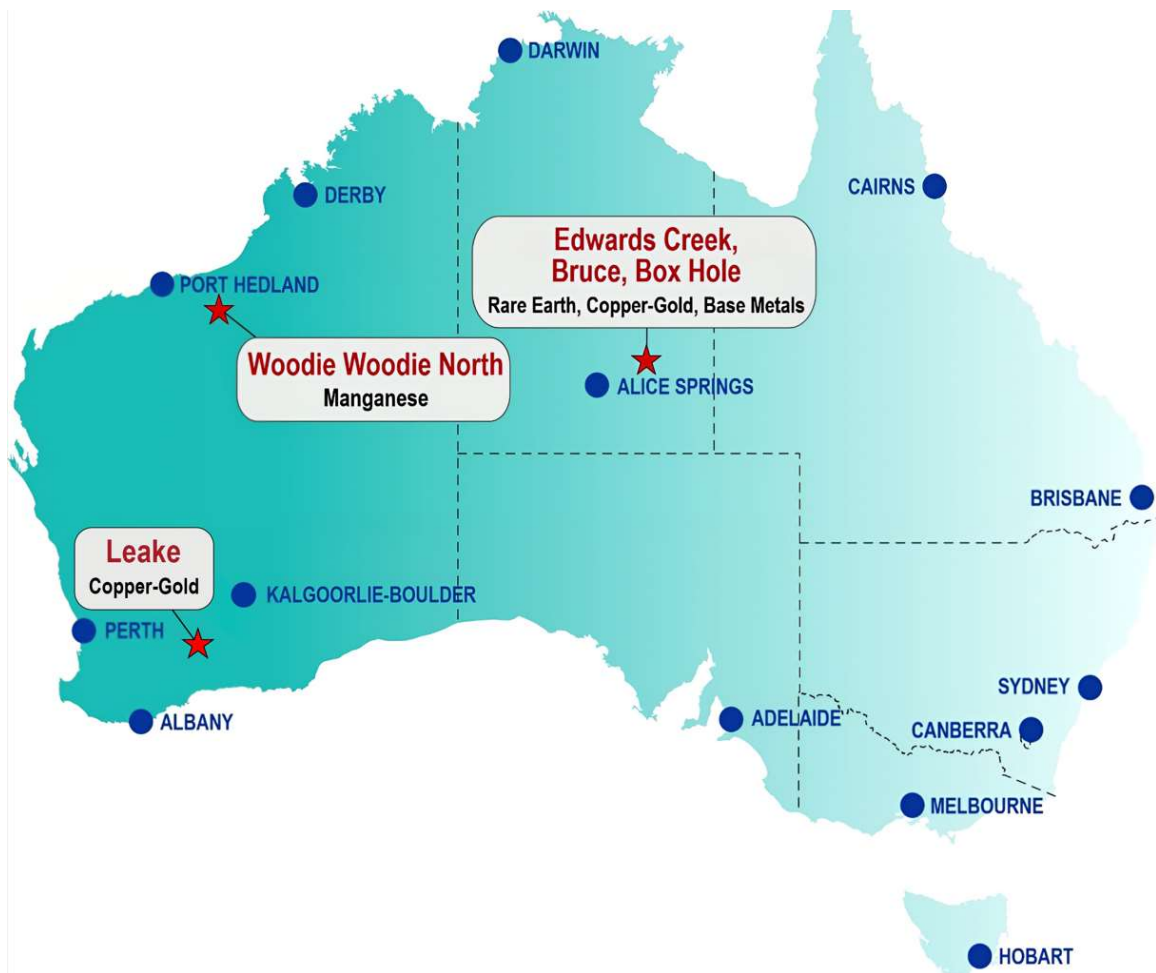 DARWIN
CAIRNS
DERBY
Edwards Creek,
Bruce, Box Hole
Rare Earth, Copper-Gold, Base Metals
PORT HEDLAND
Woodie Woodie North
Manganese
ALICE SPRINGS
BRISBANE
Leake
Copper-Gold
KALGOORLIE-BOULDER
PERTH
SYDNEY
ALBANY
ADELAIDE
CANBERRA
MELBOURNE
HOBART